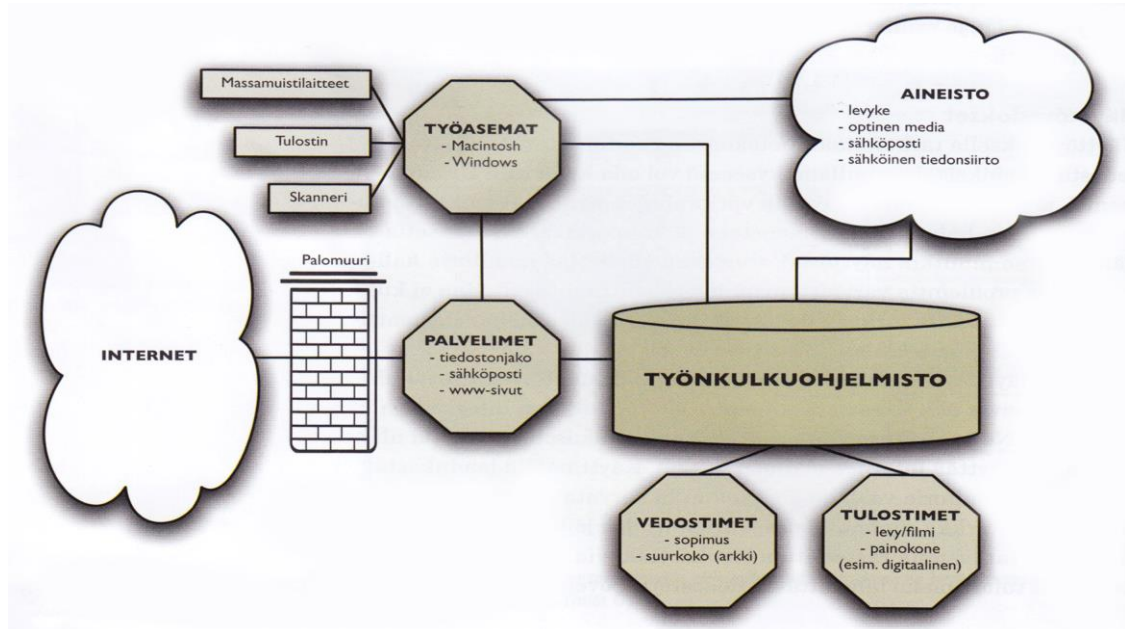 Massamuistilaitteet
Tulostin
Skanneri
TYÖASEMAT
- Macintosh
- Windows
AINEISTO
- levyke
- optinen media
- sähköposti
- sähköinen tiedonsiirto
Palomuuri
INTERNET
PALVELIMET
- tiedostonjako
- sähköposti
- www-sivut
TYÖNKULKUOHJELMISTO
VEDOSTIMET
- sopimus
- suurkoko (arkki)
TULOSTIMET
- levy/filmi
- painokone
(esim. digitaalinen)